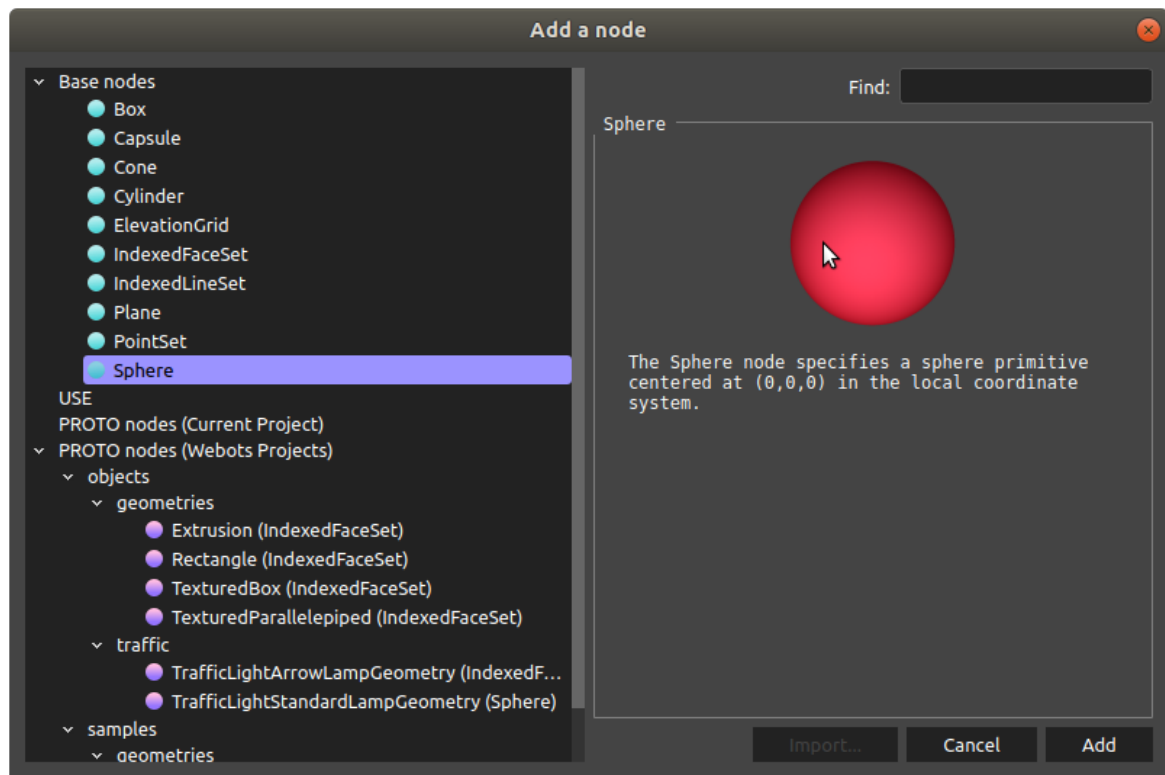 Add a node
Base nodes
Box
Capsule
Cone
Cylinder
ElevationGrid
IndexedFaceSet
IndexedLineSet
Plane
PointSet
Sphere
USE
PROTO nodes (Current Project)
PROTO nodes (Webots Projects)
objects
geometries
Extrusion (IndexedFaceSet)
Rectangle (IndexedFaceSet)
TexturedBox (IndexedFaceSet)
TexturedParallelepiped (IndexedFaceSet)
traffic
TrafficLightArrowLampGeometry (IndexedF...
TrafficLightStandardLampGeometry (Sphere)
samples
geometries
Find:
Sphere
The Sphere node specifies a sphere primitive
centered at (0,0,0) in the local coordinate
system.
Import...
Cancel
Add